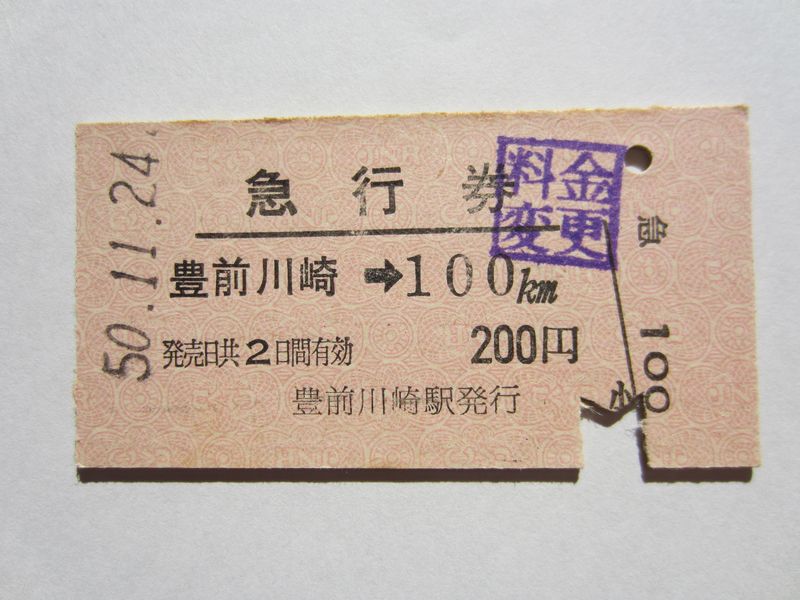 50.11.24.
急行券
料金
変更
豊前川崎➡100km
発売日共2日間有効 200円
豊前川崎駅発行
急 100
小